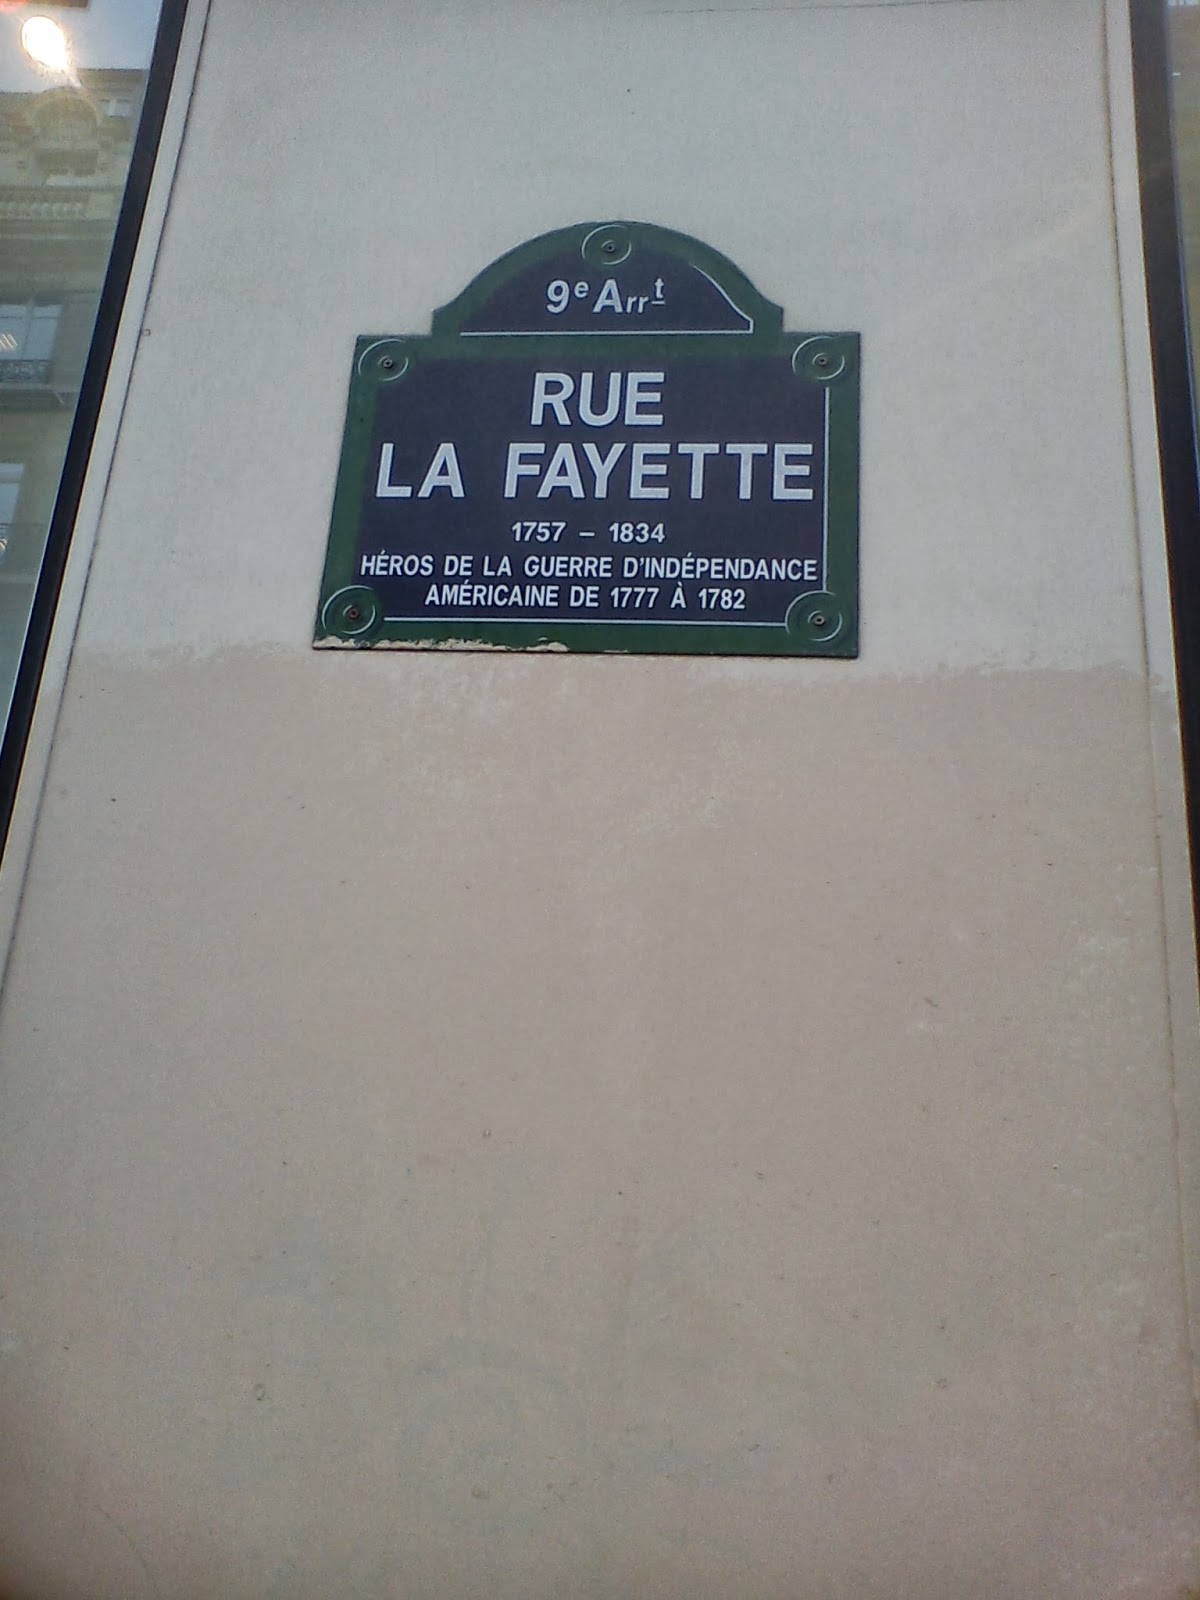 9e Arrt
RUE
LA FAYETTE
1757 – 1834
HÉROS DE LA GUERRE D'INDÉPENDANCE
AMÉRICAINE DE 1777 À 1782